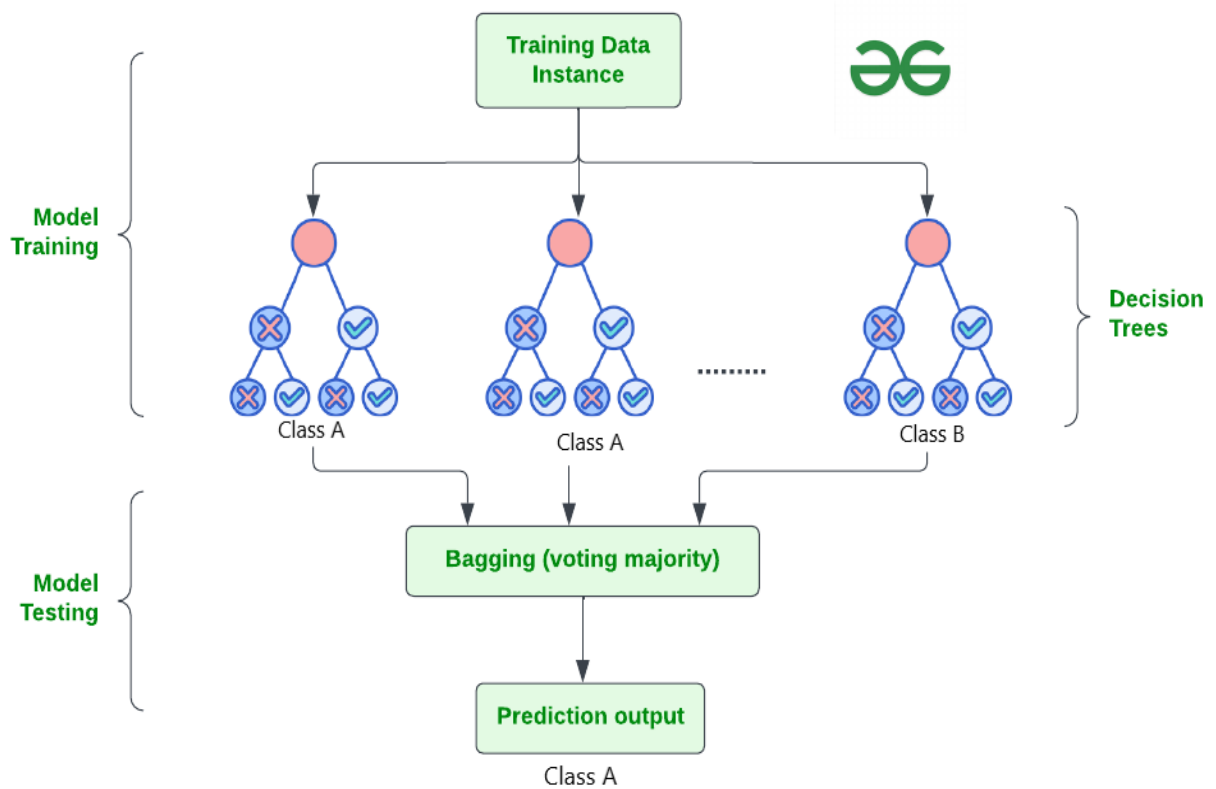 Training Data
Instance
Model
Training
Decision
Trees
Class A
Class A
Class B
Bagging (voting majority)
Model
Testing
Prediction output
Class A